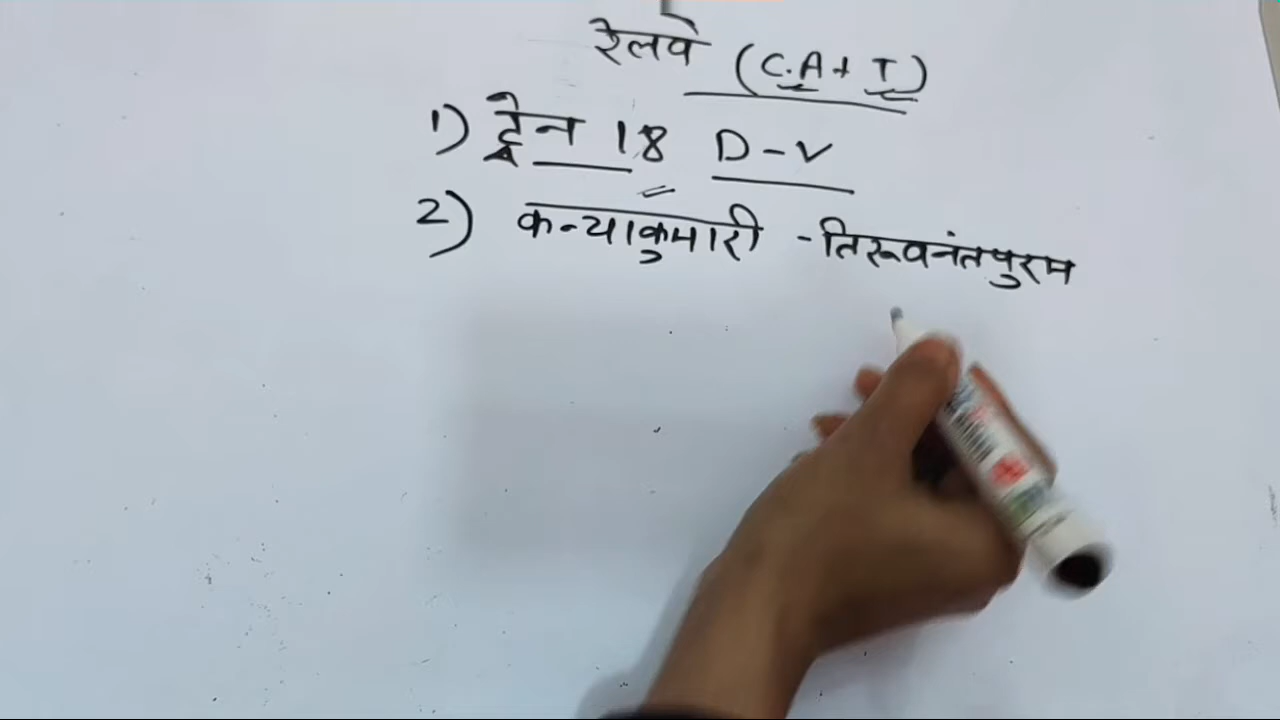 रेलवे (C.A+ T)
1) ट्रेन 18 D-V
2) कन्याकुमारी - तिरूवनंतपुरम